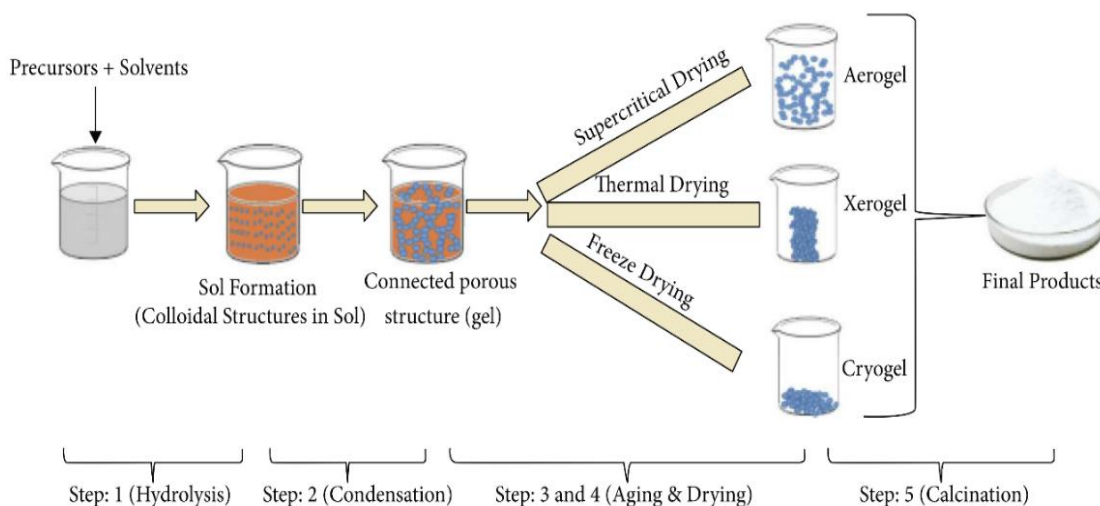 Precursors + Solvents
Sol Formation
(Colloidal Structures in Sol)
Connected porous
structure (gel)
Supercritical Drying
Thermal Drying
Freeze Drying
Aerogel
Xerogel
Cryogel
Final Products
Step: 1 (Hydrolysis)
Step: 2 (Condensation)
Step: 3 and 4 (Aging & Drying)
Step: 5 (Calcination)